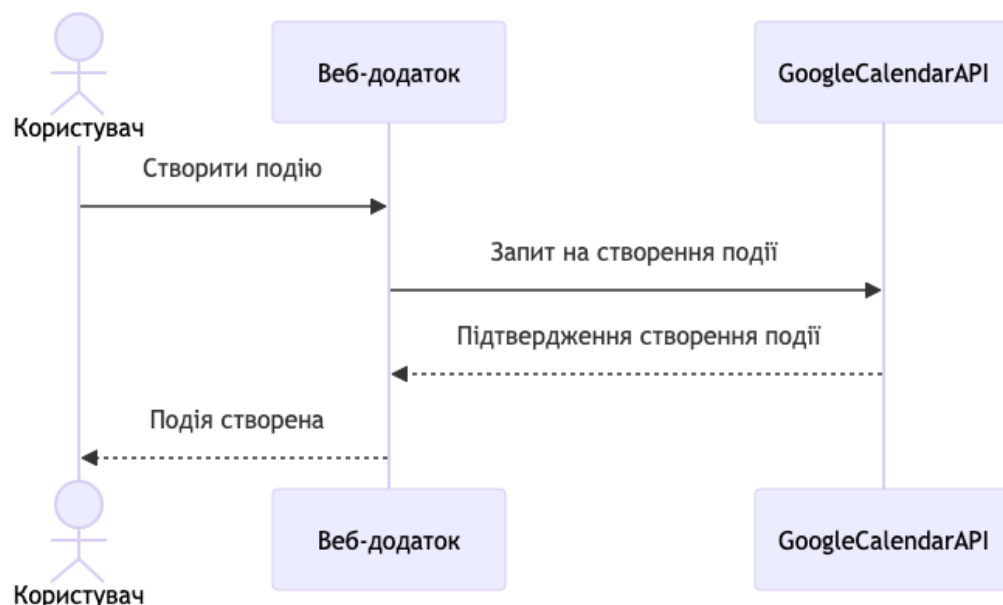 Веб-додаток
GoogleCalendarAPI
Користувач
Створити подію
Запит на створення події
Підтвердження створення події
Подія створена
Веб-додаток
GoogleCalendarAPI
Користувач